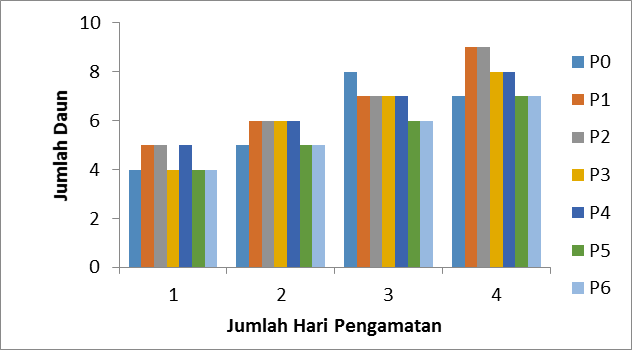 Jumlah Daun
10
8
6
4
2
0
1 2 3 4
Jumlah Hari Pengamatan
P0
P1
P2
P3
P4
P5
P6